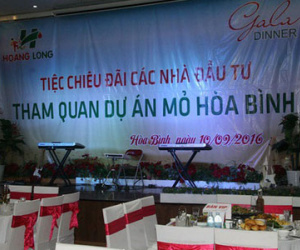 HOANG LONG
Gala
DINNER
TIỆC CHIÊU ĐÃI CÁC NHÀ ĐẦU TƯ
THAM QUAN DỰ ÁN MỎ HÒA BÌNH
Hòa Bình, ngày 10/09/2016